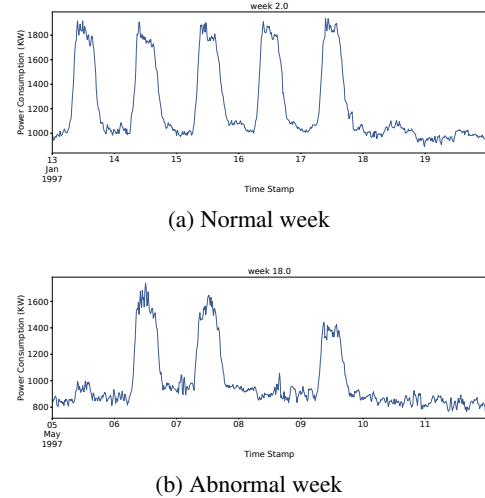 week 2.0
Power Consumption (KW)
1800
1600
1400
1200
1000
13 14 15 16 17 18 19
Jan
1997
Time Stamp
(a) Normal week
week 18.0
Power Consumption (KW)
1600
1400
1200
1000
800
05 06 07 08 09 10 11
May
1997
Time Stamp
(b) Abnormal week